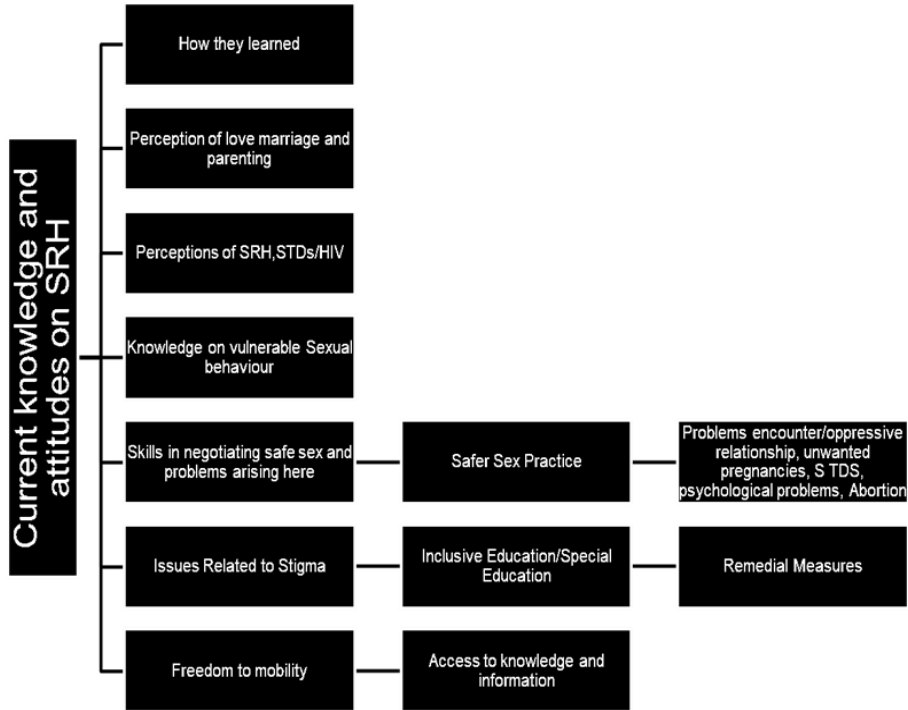 Current knowledge and
attitudes on SRH
How they learned
Perception of love marriage and
parenting
Perceptions of SRH,STDs/HIV
Knowledge on vulnerable Sexual
behaviour
Skills in negotiating safe sex and
problems arising here
Safer Sex Practice
Problems encounter/oppressive
relationship, unwanted
pregnancies, S TDS,
psychological problems, Abortion
Issues Related to Stigma
Inclusive Education/Special
Education
Remedial Measures
Freedom to mobility
Access to knowledge and
information